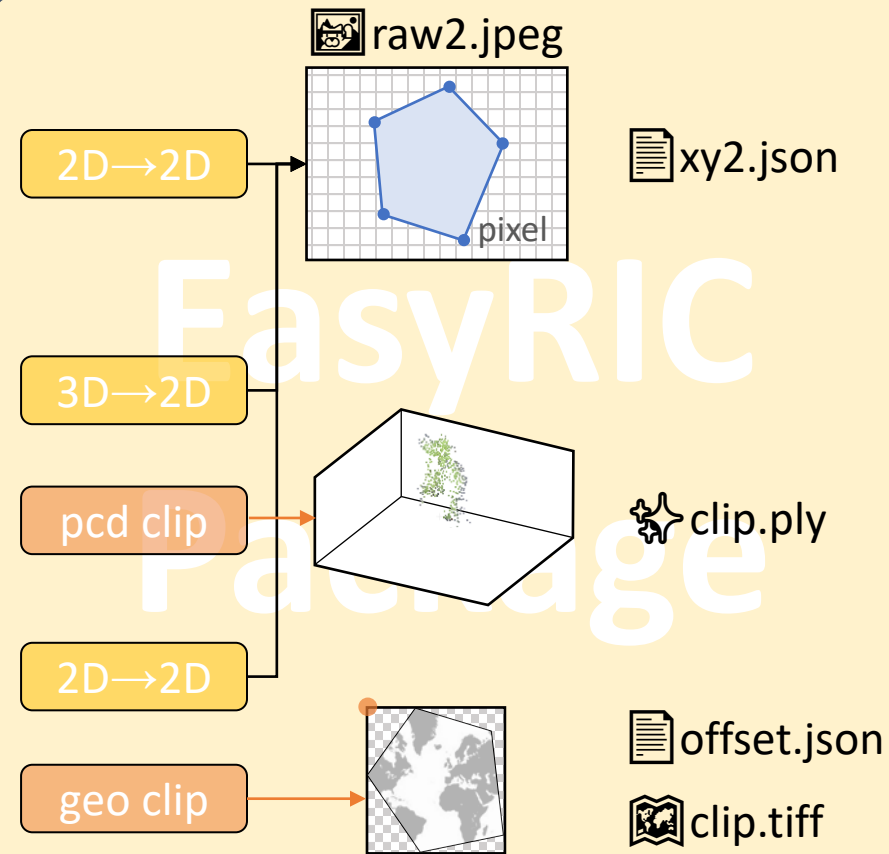 raw2.jpeg
2D→2D
xy2.json
pixel
EasyRIC
3D→2D
pcd clip
clip.ply
Package
2D→2D
offset.json
geo clip
clip.tiff